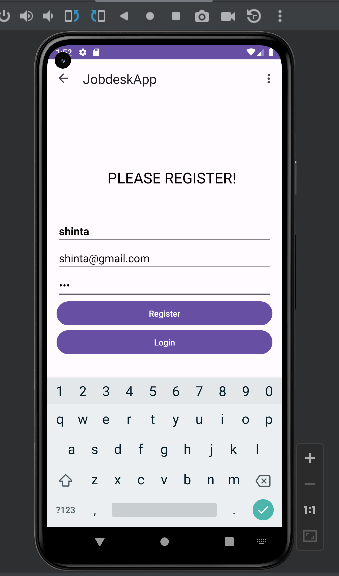 1:52
JobdeskApp
PLEASE REGISTER!
shinta
shinta@gmail.com
•••
Register
Login
1 2 3 4 5 6 7 8 9 0
q w e r t y u i o p
a s d f g h j k l
z x c v b n m
?123 , .
1:1